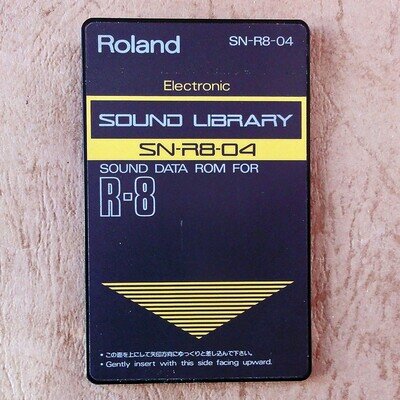 Roland SN-R8-04
Electronic
SOUND LIBRARY
SN-R8-04
SOUND DATA ROM FOR
R-8
• この面を上にして矢印方向にゆっくりと差し込んで下さい。
• Gently insert with this side facing upward.